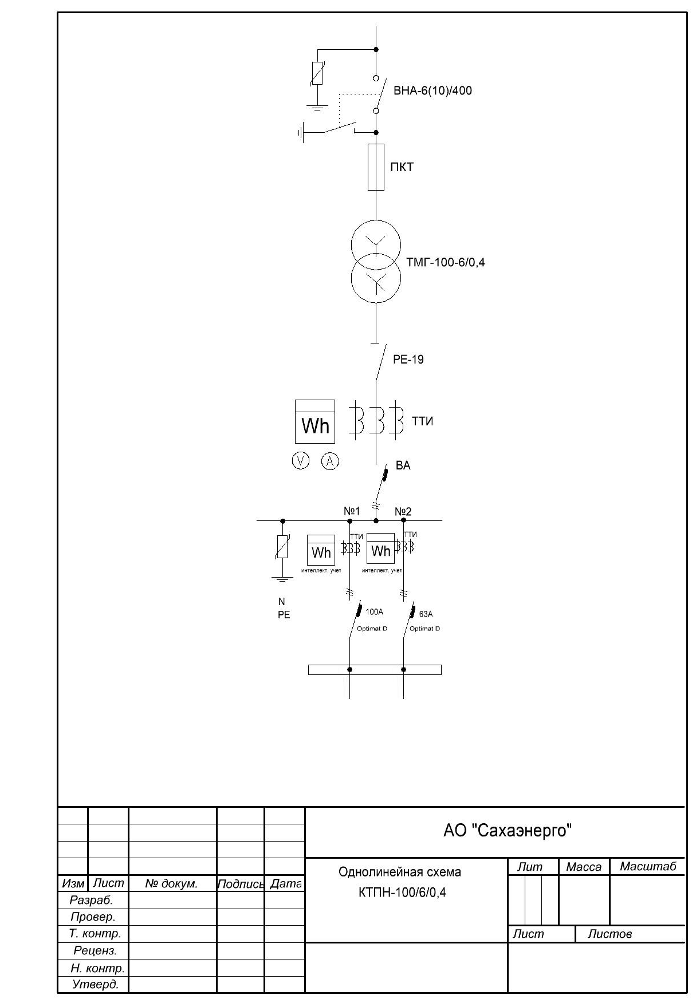 ВНА-6(10)/400
ПКТ
ТМГ-100-6/0,4
РЕ-19
Wh
ТТИ
V
A
ВА
№1
№2
ТТИ
ТТИ
Wh
Wh
интеллект. учет
интеллект. учет
N
PE
100А
63А
Optimat D
Optimat D
АО "Сахаэнерго"
Однолинейная схема
КТПН-100/6/0,4
Лит
Масса
Масштаб
Изм
Лист
№ докум.
Подпись
Дата
Разраб.
Провер.
Т. контр.
Лист
Листов
Реценз.
Н. контр.
Утверд.